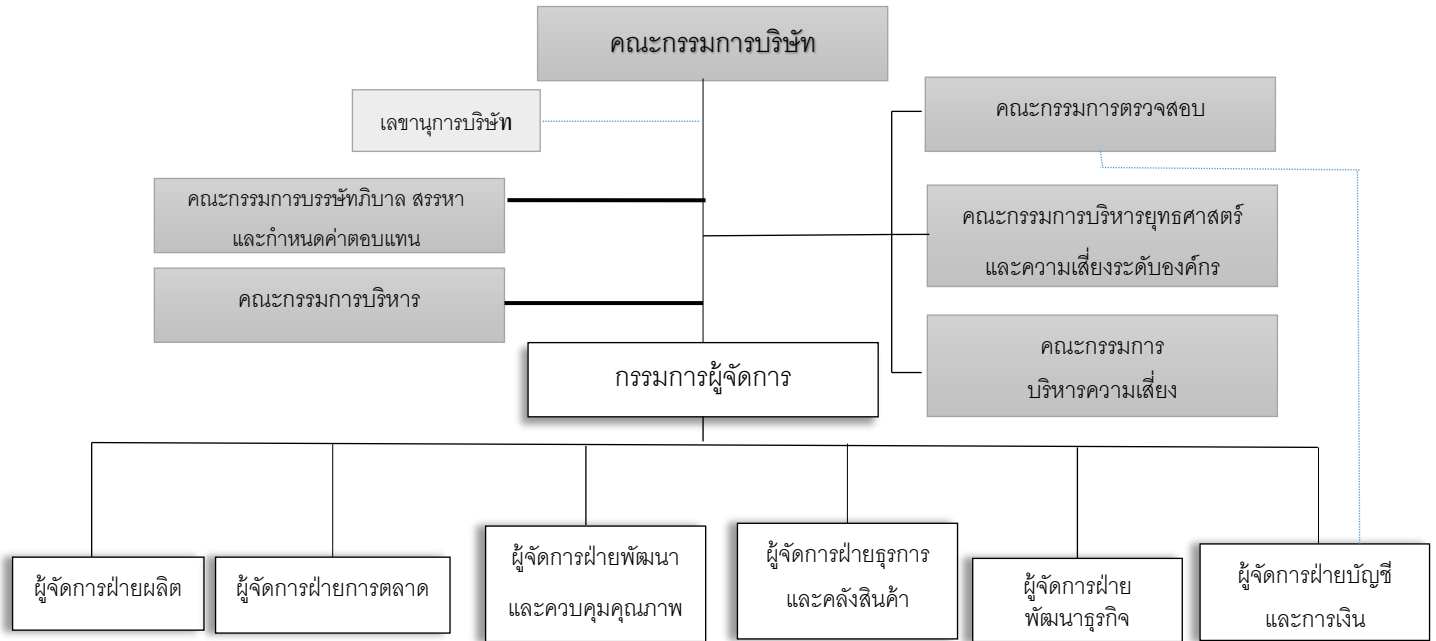 คณะกรรมการบริษัท
เลขานุการบริษัท
คณะกรรมการตรวจสอบ
คณะกรรมการบรรษัทภิบาล สรรหา
และกำหนดค่าตอบแทน
คณะกรรมการบริหารยุทธศาสตร์
และความเสี่ยงระดับองค์กร
คณะกรรมการบริหาร
คณะกรรมการ
บริหารความเสี่ยง
กรรมการผู้จัดการ
ผู้จัดการฝ่ายผลิต
ผู้จัดการฝ่ายการตลาด
ผู้จัดการฝ่ายพัฒนา
และควบคุมคุณภาพ
ผู้จัดการฝ่ายธุรการ
และคลังสินค้า
ผู้จัดการฝ่าย
พัฒนาธุรกิจ
ผู้จัดการฝ่ายบัญชี
และการเงิน